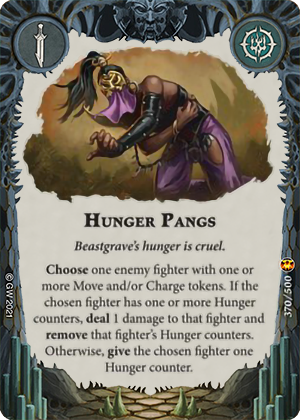 HUNGER PANGS
Beastgrave's hunger is cruel.
Choose one enemy fighter with one or
more Move and/or Charge tokens. If the
chosen fighter has one or more Hunger
counters, deal 1 damage to that fighter and
remove that fighter's Hunger counters.
Otherwise, give the chosen fighter one
Hunger counter.
© GW 2021
370/500